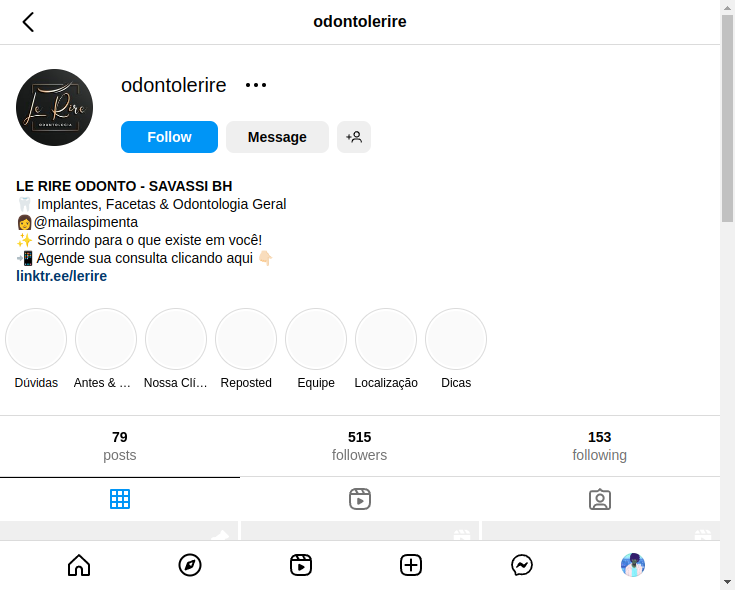 odontolerire
Le Rire
ODONTOLOGIA
odontolerire
Follow
Message
LE RIRE ODONTO - SAVASSI BH
🦷 Implantes, Facetas & Odontologia Geral
👩@mailaspimenta
✨ Sorrindo para o que existe em você!
📲 Agende sua consulta clicando aqui 👇🏻
linktr.ee/lerire
Dúvidas
Antes & ...
Nossa Clí...
Reposted
Equipe
Localização
Dicas
79
515
153
posts
followers
following